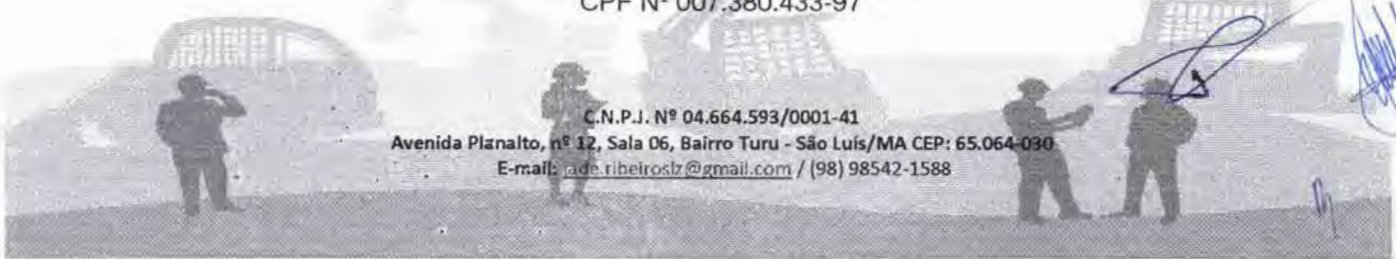 CPF Nº 007.380.433-97
C.N.P.J. Nº 04.664.593/0001-41
Avenida Planalto, nº 12, Sala 06, Bairro Turu - São Luís/MA CEP: 65.064-030
E-mail: jade.ribeiroslz@gmail.com / (98) 98542-1588